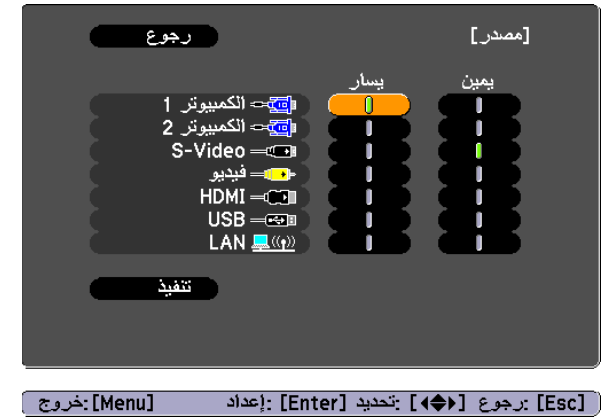 [مصدر] رجوع
يمين يسار
الكمبيوتر 1
الكمبيوتر 2
S-Video
فيديو
HDMI
USB
LAN
تنفيذ
[Esc] :رجوع [] :تحديد [Enter] :إعداد [Menu] :خروج